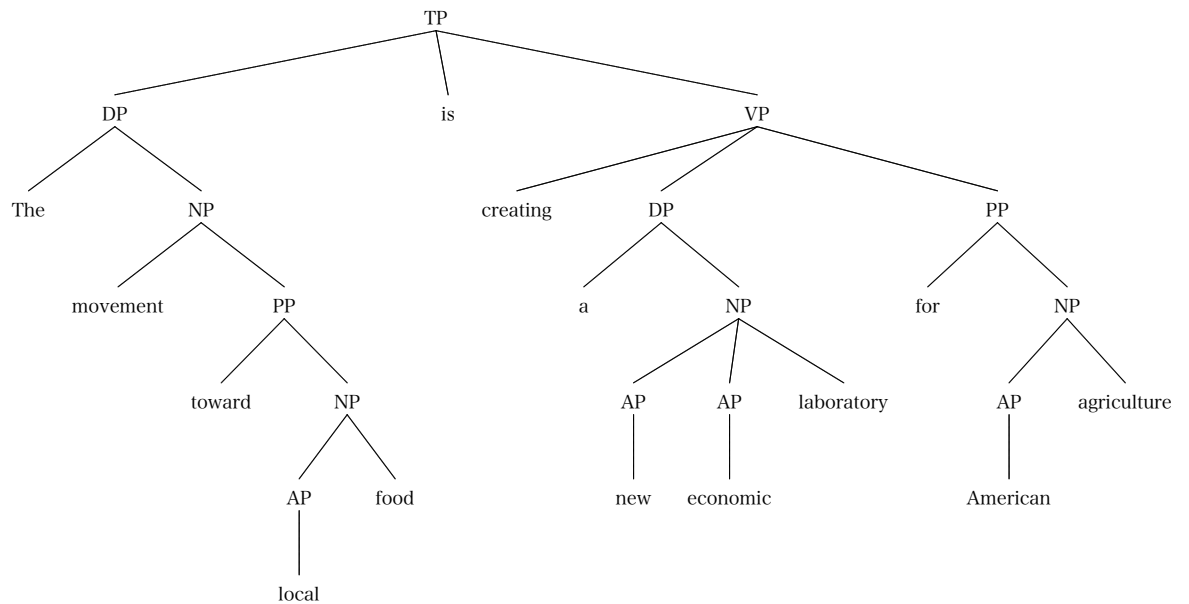 TP
DP is VP
The NP creating DP PP
movement PP a NP for NP
toward NP AP AP laboratory AP agriculture
AP food new economic American
local